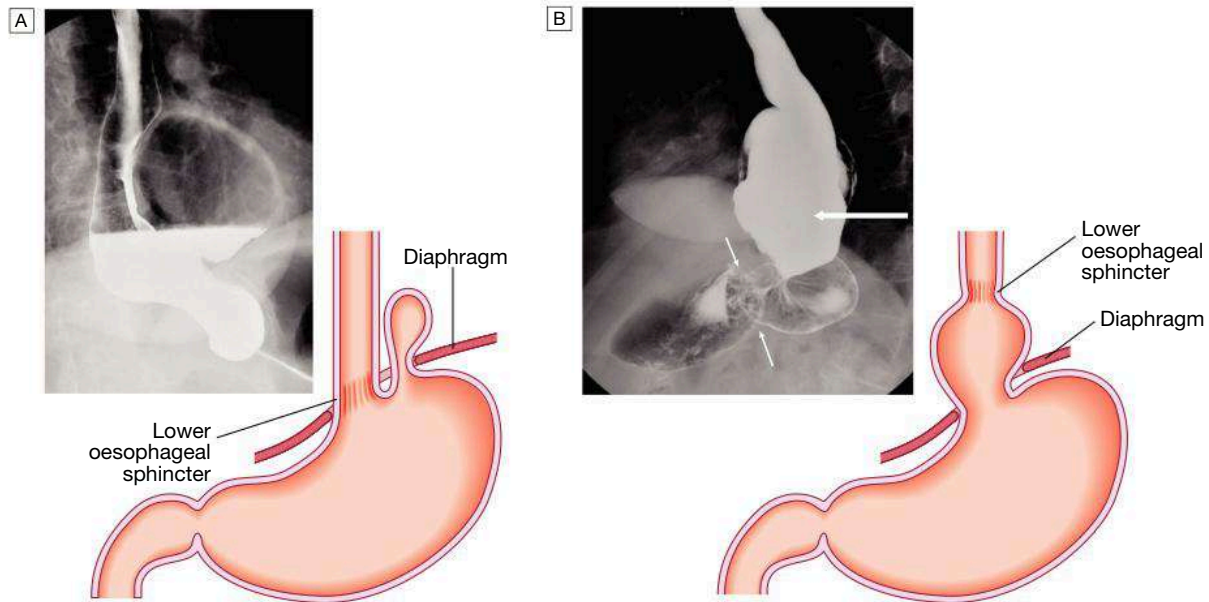 A
Diaphragm
Lower
oesophageal
sphincter
B
Lower
oesophageal
sphincter
Diaphragm